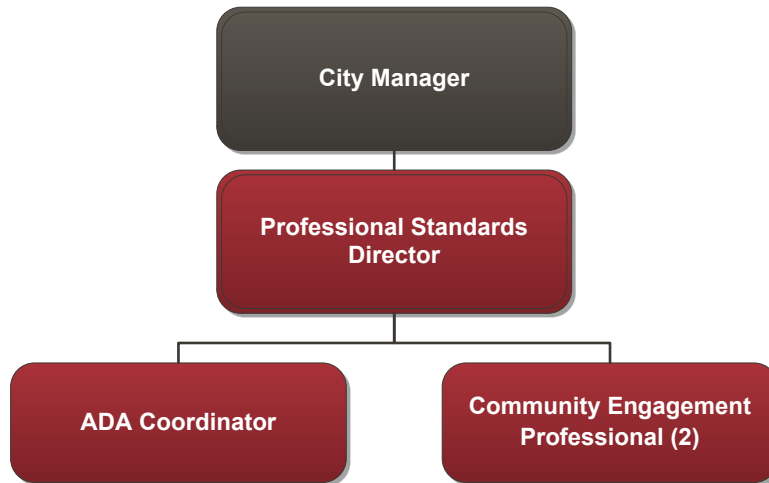 City Manager
Professional Standards
Director
ADA Coordinator
Community Engagement
Professional (2)